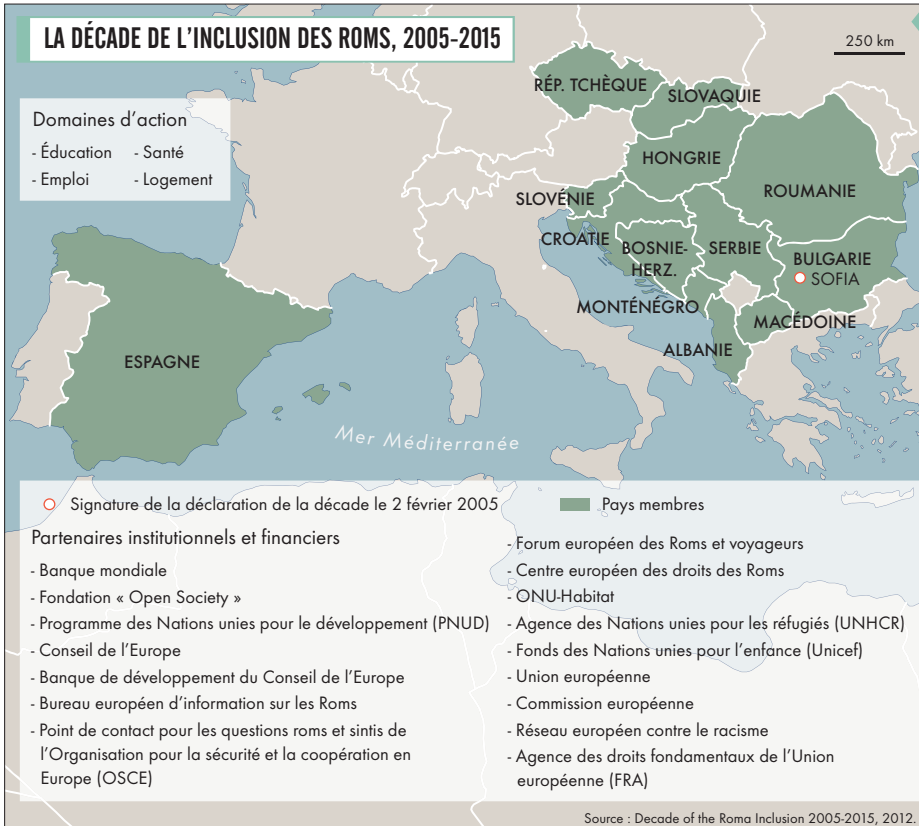 LA DÉCADE DE L'INCLUSION DES ROMS, 2005-2015
250 km
Domaines d'action
- Éducation - Santé
- Emploi - Logement
RÉP. TCHÈQUE
SLOVAQUIE
HONGRIE
ROUMANIE
SLOVÉNIE
CROATIE
BOSNIE-
HERZ.
SERBIE
BULGARIE
SOFIA
MONTÉNÉGRO
MACÉDOINE
ALBANIE
ESPAGNE
Mer Méditerranée
Signature de la déclaration de la décade le 2 février 2005
Pays membres
Partenaires institutionnels et financiers
- Banque mondiale
- Fondation « Open Society »
- Programme des Nations unies pour le développement (PNUD)
- Conseil de l'Europe
- Banque de développement du Conseil de l'Europe
- Bureau européen d'information sur les Roms
- Point de contact pour les questions roms et sintis de
l'Organisation pour la sécurité et la coopération en
Europe (OSCE)
- Forum européen des Roms et voyageurs
- Centre européen des droits des Roms
- ONU-Habitat
- Agence des Nations unies pour les réfugiés (UNHCR)
- Fonds des Nations unies pour l'enfance (Unicef)
- Union européenne
- Commission européenne
- Réseau européen contre le racisme
- Agence des droits fondamentaux de l'Union
européenne (FRA)
Source : Decade of the Roma Inclusion 2005-2015, 2012.